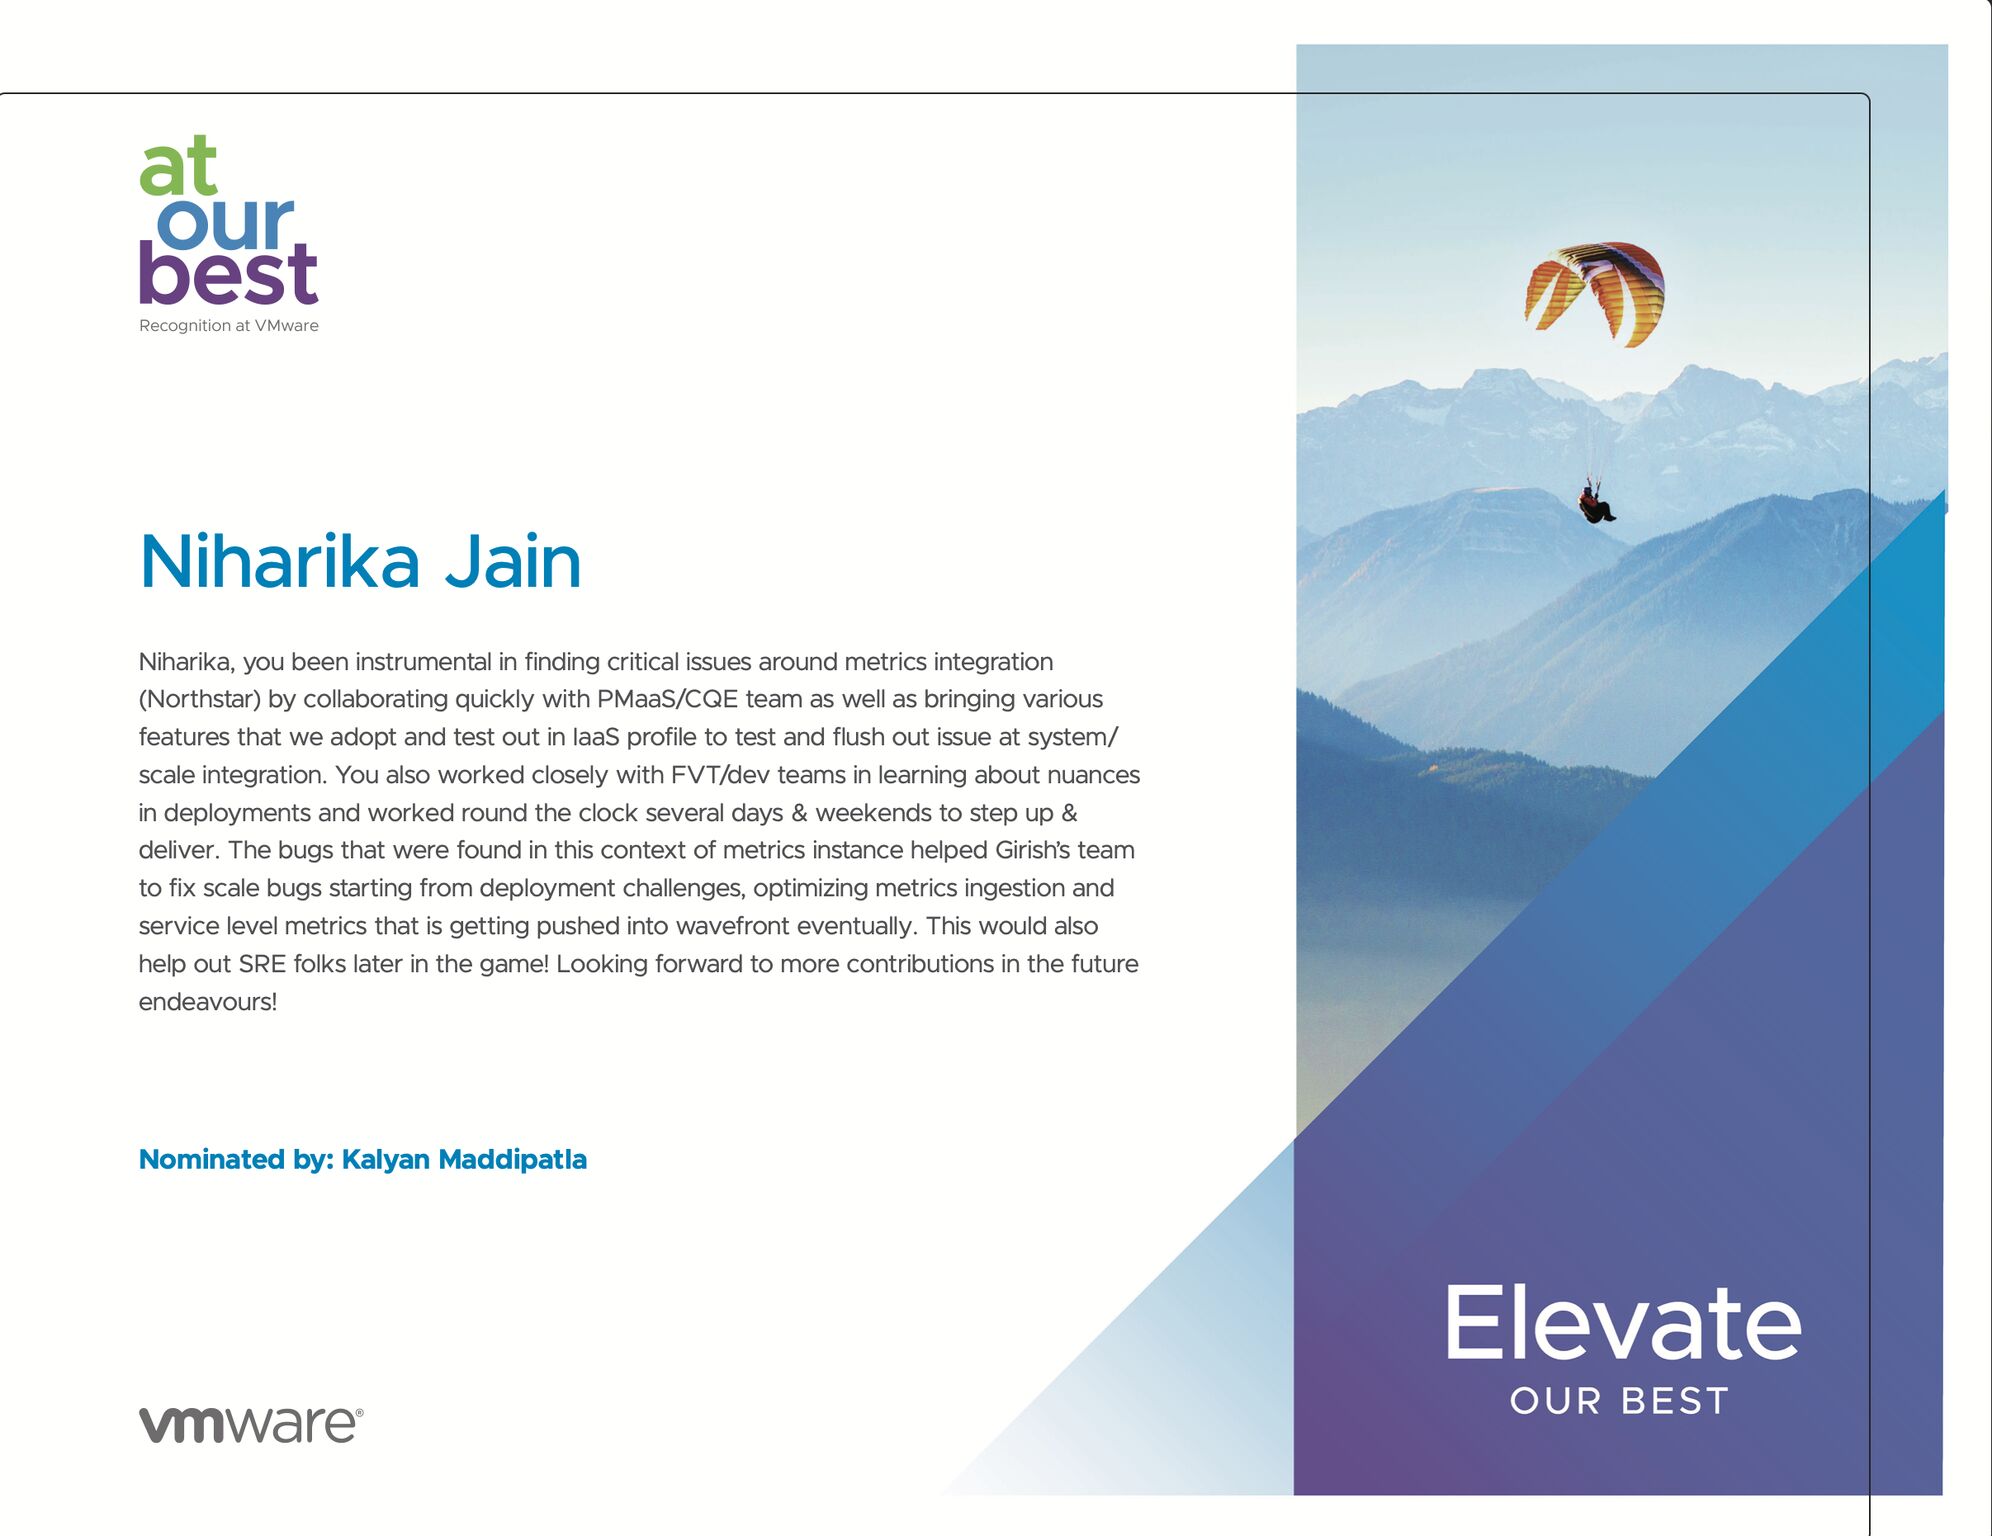 at
our
best
Recognition at VMware
Niharika Jain
Niharika, you been instrumental in finding critical issues around metrics integration
(Northstar) by collaborating quickly with PMaaS/CQE team as well as bringing various
features that we adopt and test out in IaaS profile to test and flush out issue at system/
scale integration. You also worked closely with FVT/dev teams in learning about nuances
in deployments and worked round the clock several days & weekends to step up &
deliver. The bugs that were found in this context of metrics instance helped Girish's team
to fix scale bugs starting from deployment challenges, optimizing metrics ingestion and
service level metrics that is getting pushed into wavefront eventually. This would also
help out SRE folks later in the game! Looking forward to more contributions in the future
endeavours!
Nominated by: Kalyan Maddipatla
vmware®
Elevate
OUR BEST